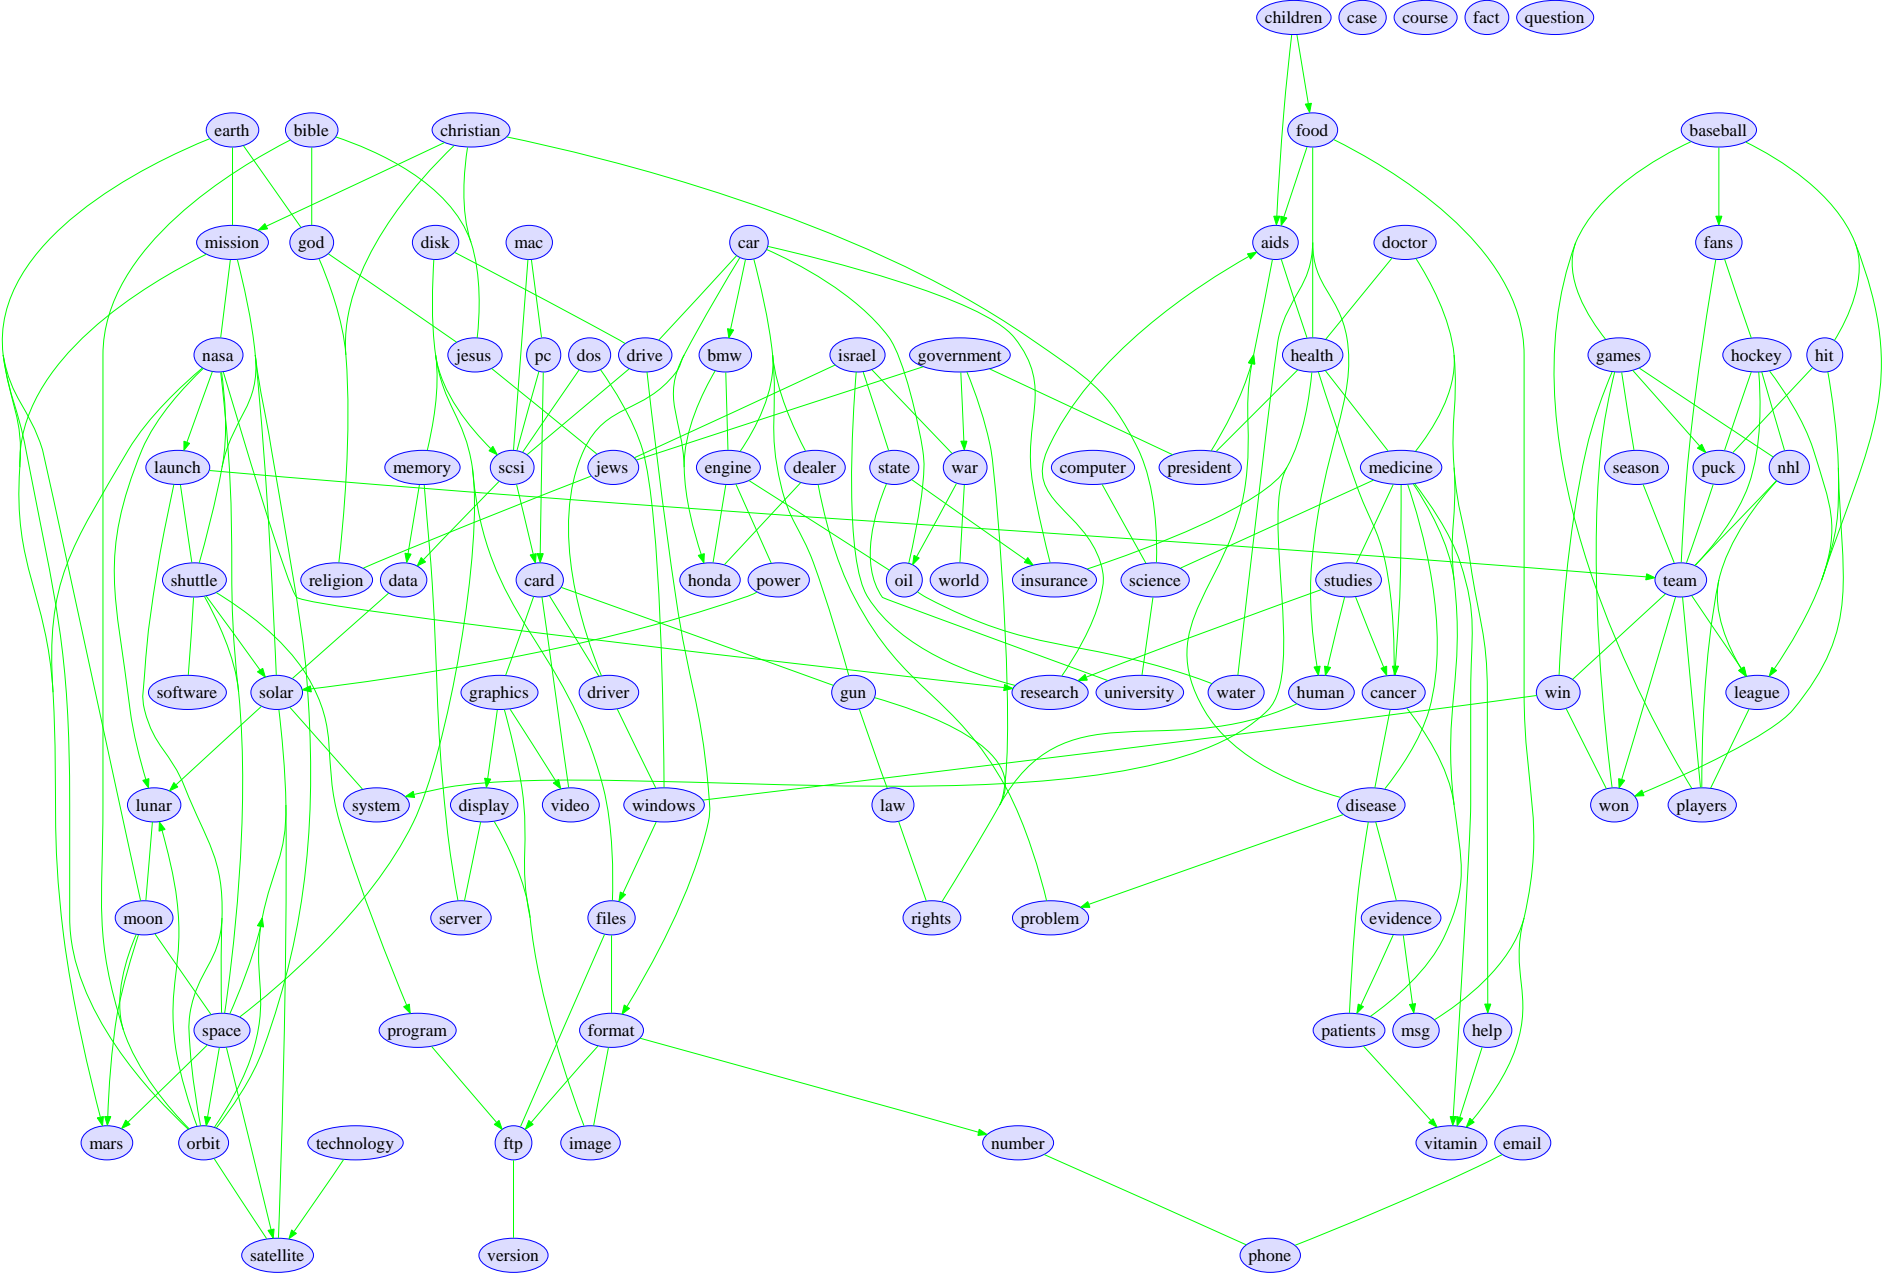 children case course fact question
earth bible christian food baseball
mission god disk mac car aids doctor fans
nasa jesus pc dos drive bmw israel government health games hockey hit
launch memory scsi jews engine dealer state war computer president medicine season puck nhl
shuttle religion data card honda power oil world insurance science studies team
software solar graphics driver gun research university water human cancer win league
lunar system display video windows law disease won players
moon server files rights problem evidence
space program format patients msg help
mars orbit technology ftp image number vitamin email
satellite version phone